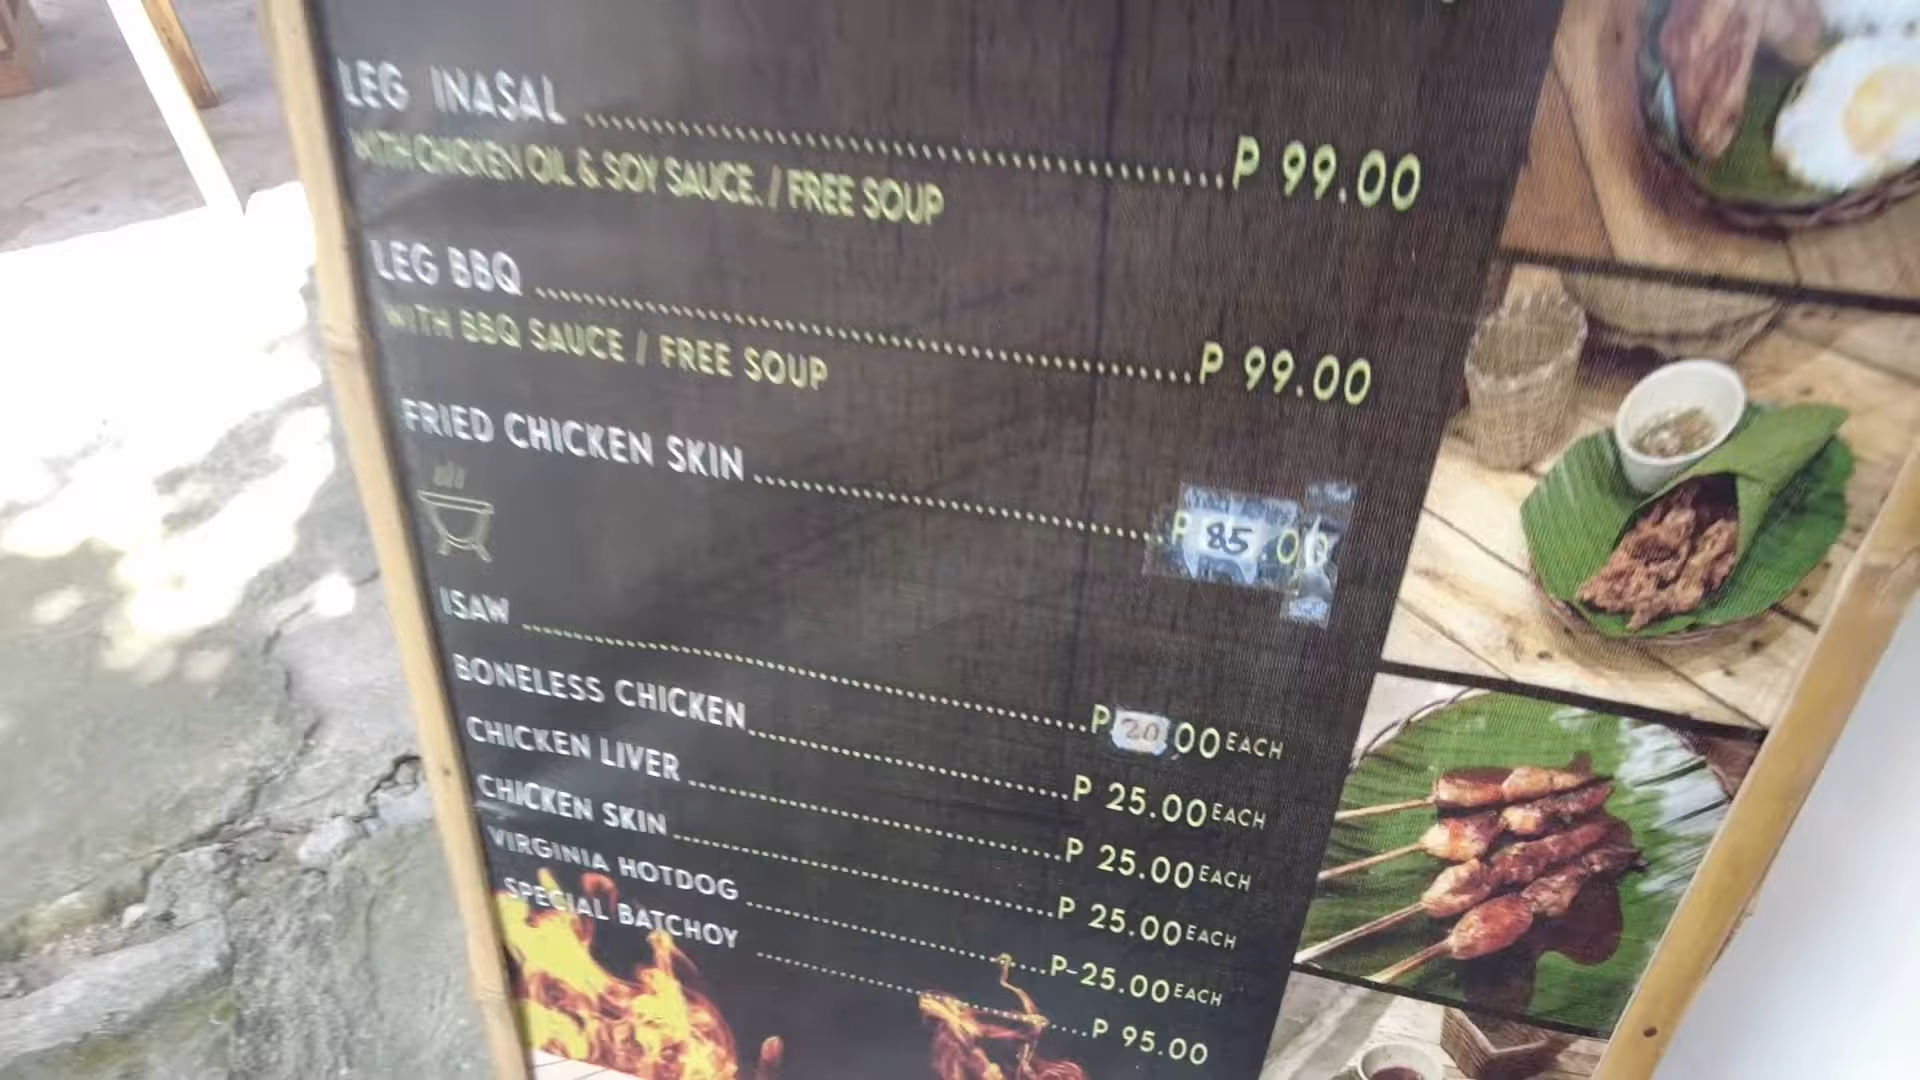 LEG INASAL P 99.00
WITH CHICKEN OIL & SOY SAUCE. / FREE SOUP
LEG BBQ P 99.00
WITH BBQ SAUCE / FREE SOUP
FRIED CHICKEN SKIN P 85.00
ISAW P 20.00 EACH
BONELESS CHICKEN P 25.00 EACH
CHICKEN LIVER P 25.00 EACH
CHICKEN SKIN P 25.00 EACH
VIRGINIA HOTDOG P-25.00 EACH
SPECIAL BATCHOY P 95.00